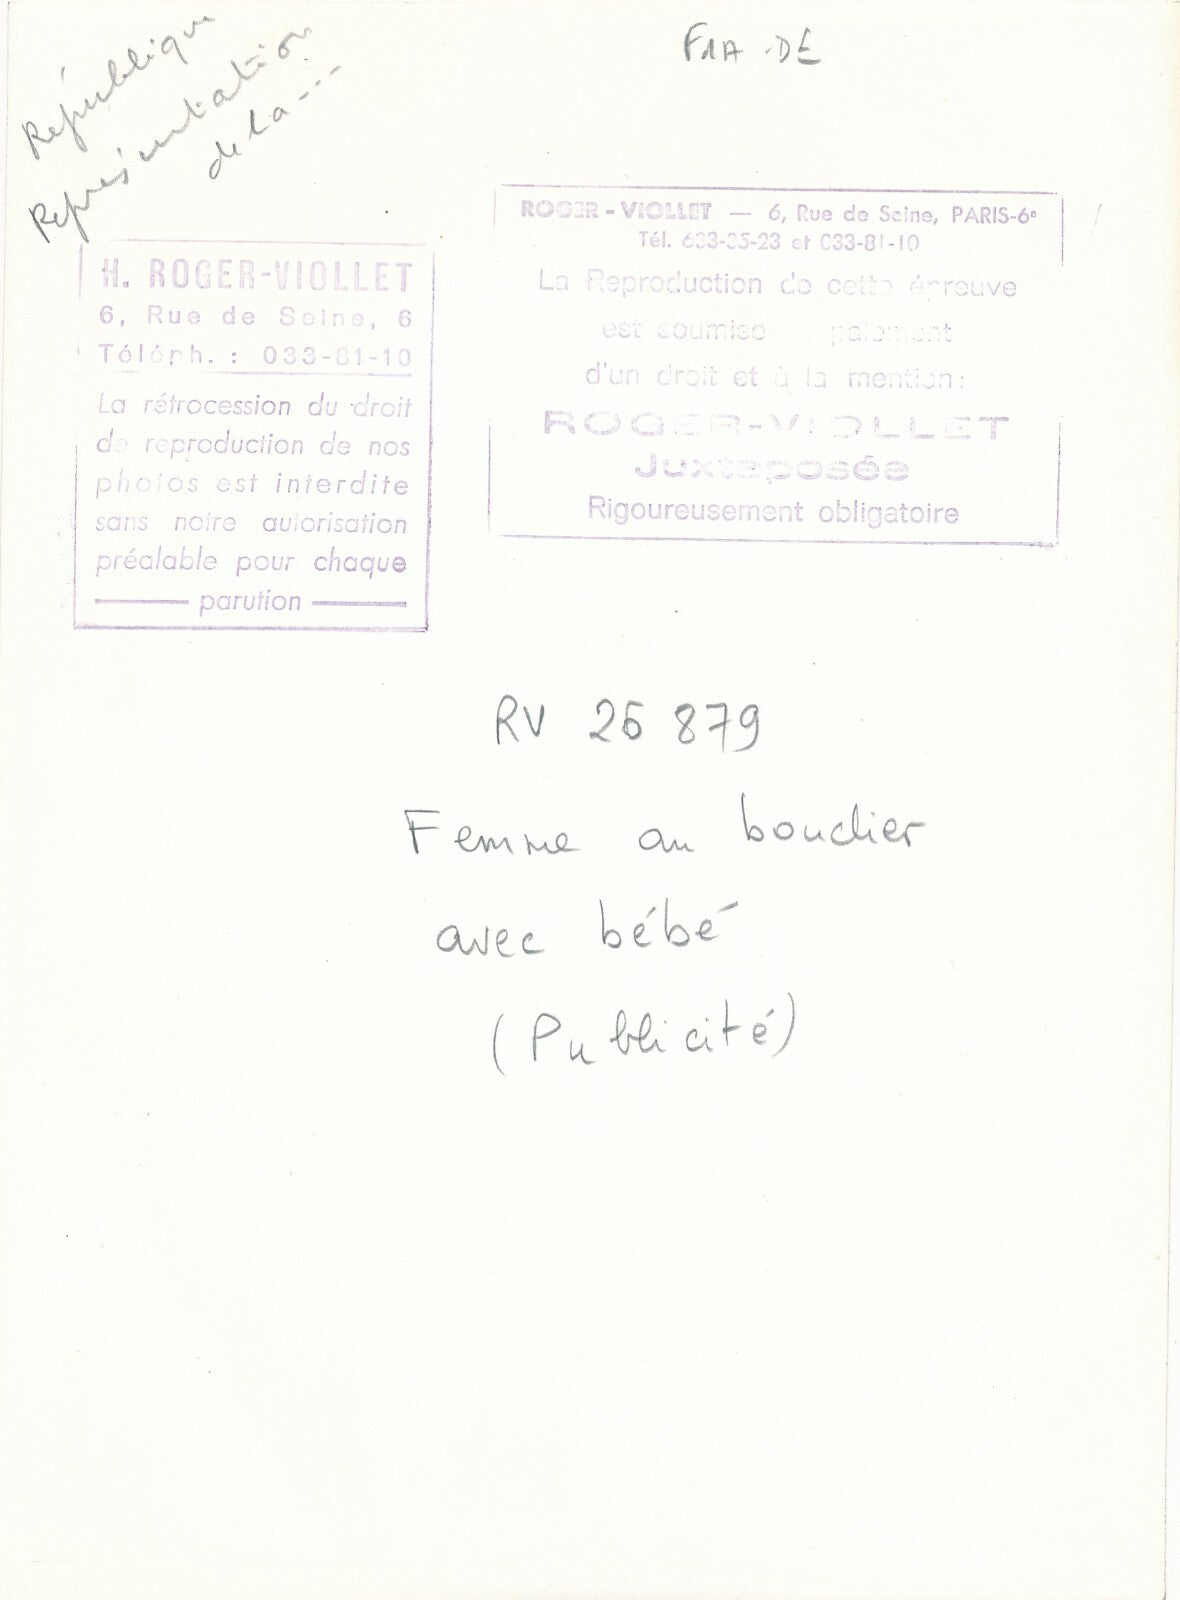 République
Représentation
de la ---
FRA-DE
H. ROGER-VIOLLET
6, Rue de Seine, 6
Téléph. : 033-81-10
La rétrocession du droit
de reproduction de nos
photos est interdite
sans notre autorisation
préalable pour chaque
parution
ROGER-VIOLLET — 6, Rue de Seine, PARIS-6e
Tél. 633-35-23 et 033-81-10
La Reproduction de cette épreuve
est soumise paiement
d'un droit et à la mention:
ROGER-VIOLLET
Juxtaposée
Rigoureusement obligatoire
RV 26 879
Femme au bouclier
avec bébé
(Publicité)